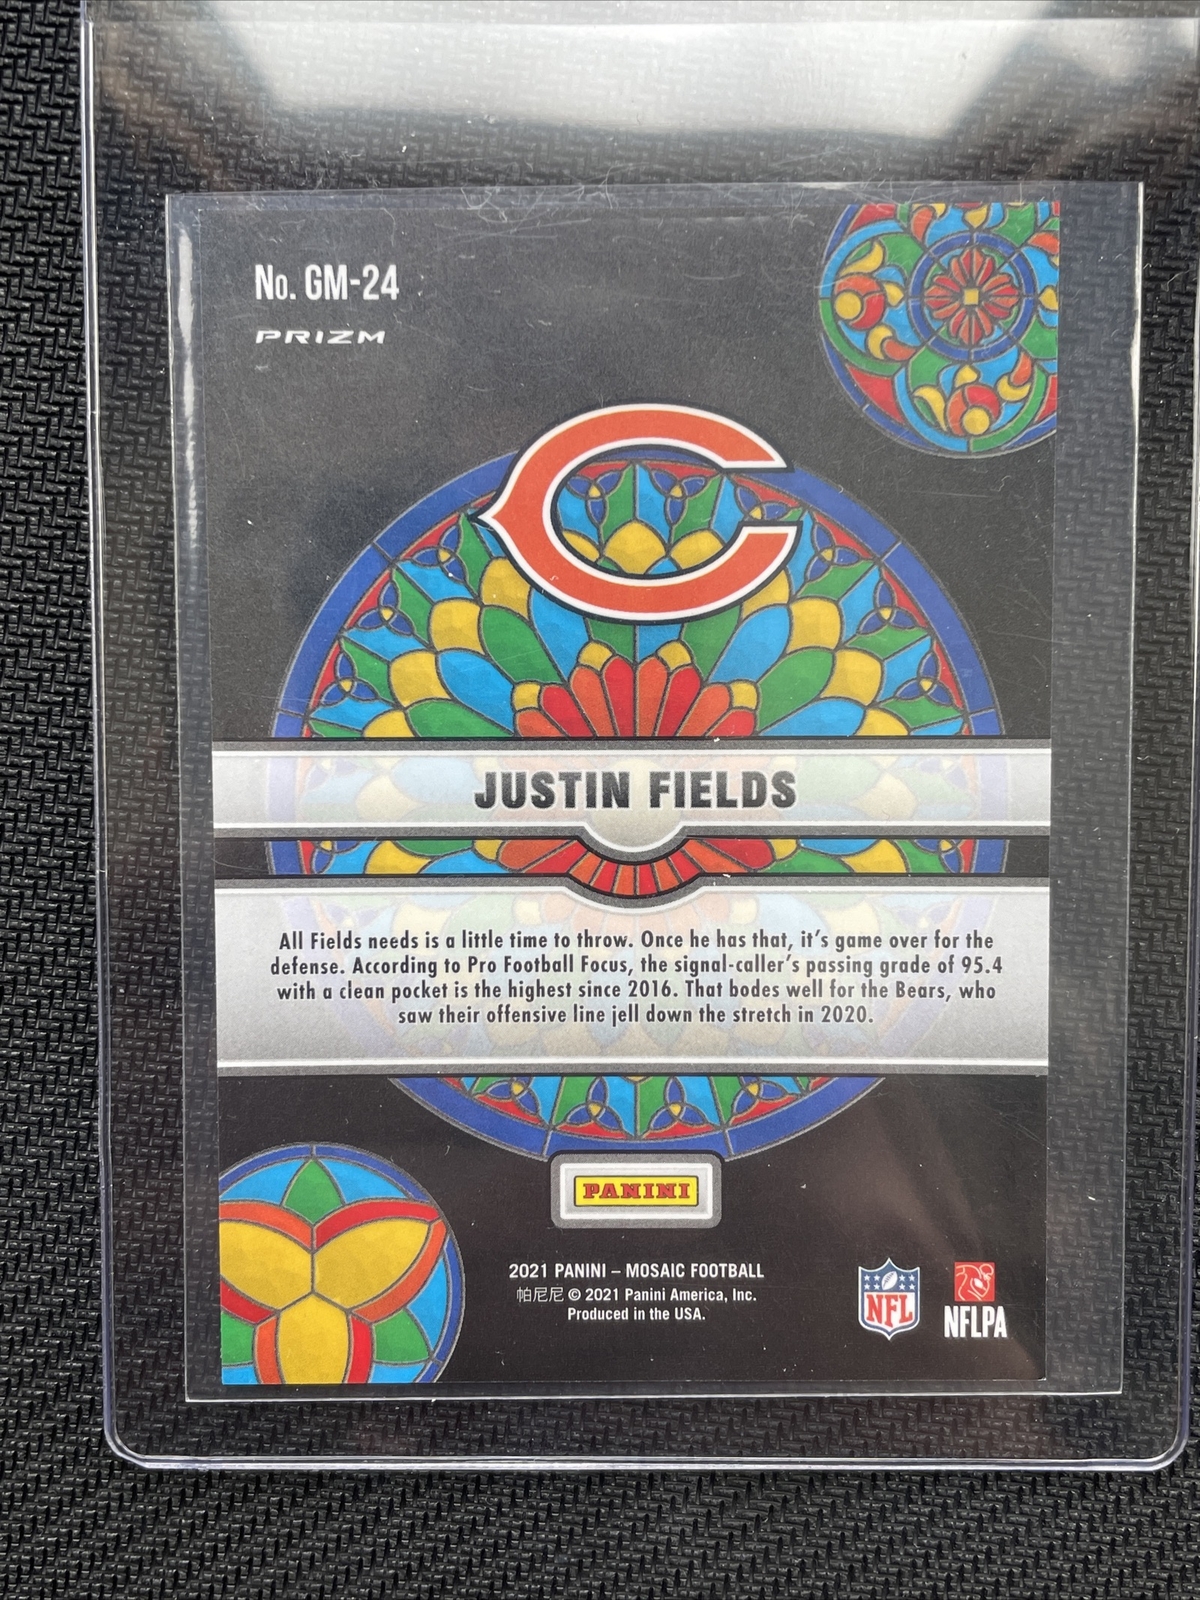 No. GM-24
PRIZM
JUSTIN FIELDS
All Fields needs is a little time to throw. Once he has that, it's game over for the
defense. According to Pro Football Focus, the signal-caller's passing grade of 95.4
with a clean pocket is the highest since 2016. That bodes well for the Bears, who
saw their offensive line jell down the stretch in 2020.
PANINI
2021 PANINI – MOSAIC FOOTBALL
帕尼尼 © 2021 Panini America, Inc.
Produced in the USA.
NFL
NFLPA